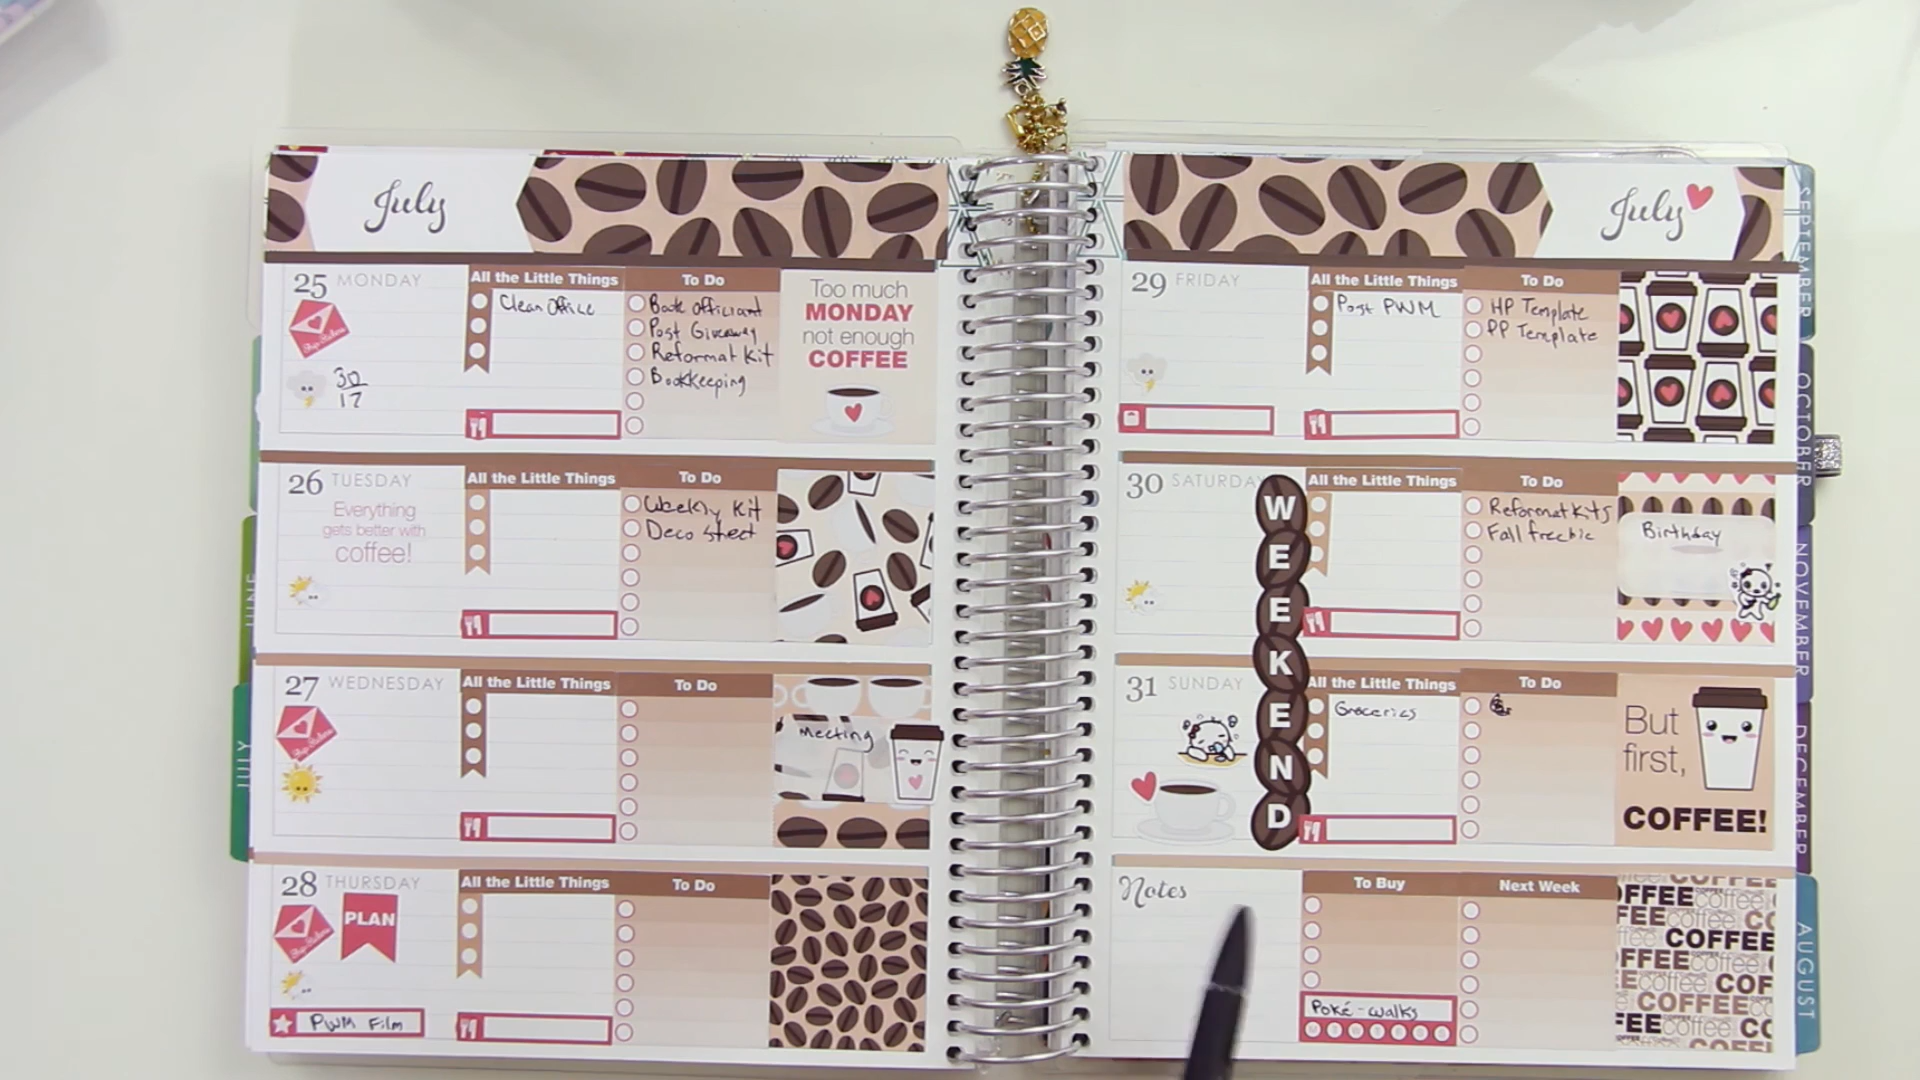 July
25 MONDAY
All the Little Things
Clean Office
To Do
Book Officiant
Post Giveaway
Reformat Kit
Bookkeeping
Too much
MONDAY
not enough
COFFEE
30
17
26 TUESDAY
Everything
gets better with
coffee!
All the Little Things
To Do
Weekly Kit
Deco Sheet
27 WEDNESDAY
All the Little Things
To Do
Meeting
28 THURSDAY
PLAN
PWM Film
All the Little Things
To Do
July
29 FRIDAY
All the Little Things
Post PWM
To Do
HP Template
PP Template
30 SATURDAY
WEEKEND
All the Little Things
To Do
Reformat Kits
Fall freebie
Birthday
31 SUNDAY
All the Little Things
Groceries
To Do
But
first,
COFFEE!
Notes
To Buy
Poké-walks
M T W T F S S
Next Week
COFFEE coffee
JUNE
JULY
SEPTEMBER
OCTOBER
NOVEMBER
DECEMBER
AUGUST